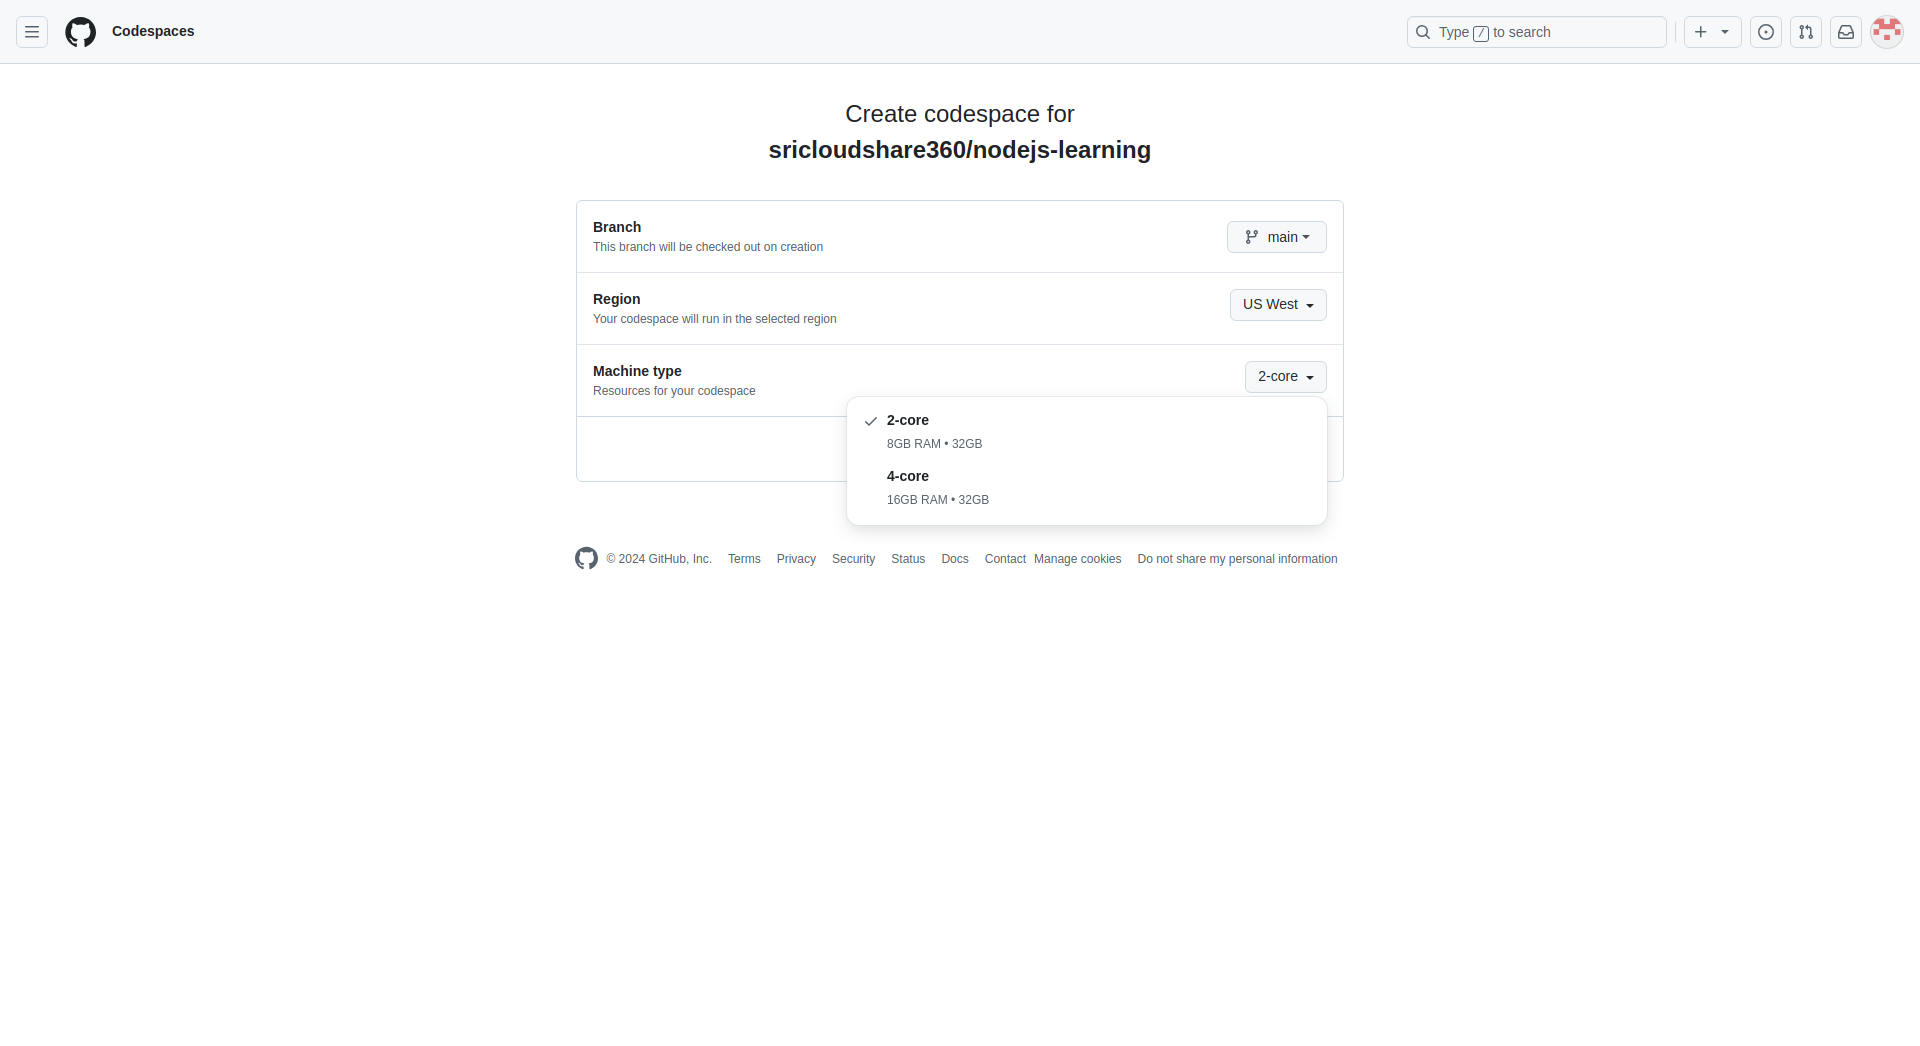 Codespaces
Type / to search
Create codespace for
sricloudshare360/nodejs-learning
Branch
This branch will be checked out on creation
main
Region
Your codespace will run in the selected region
US West
Machine type
Resources for your codespace
2-core
2-core
8GB RAM • 32GB
4-core
16GB RAM • 32GB
© 2024 GitHub, Inc. Terms Privacy Security Status Docs Contact Manage cookies Do not share my personal information